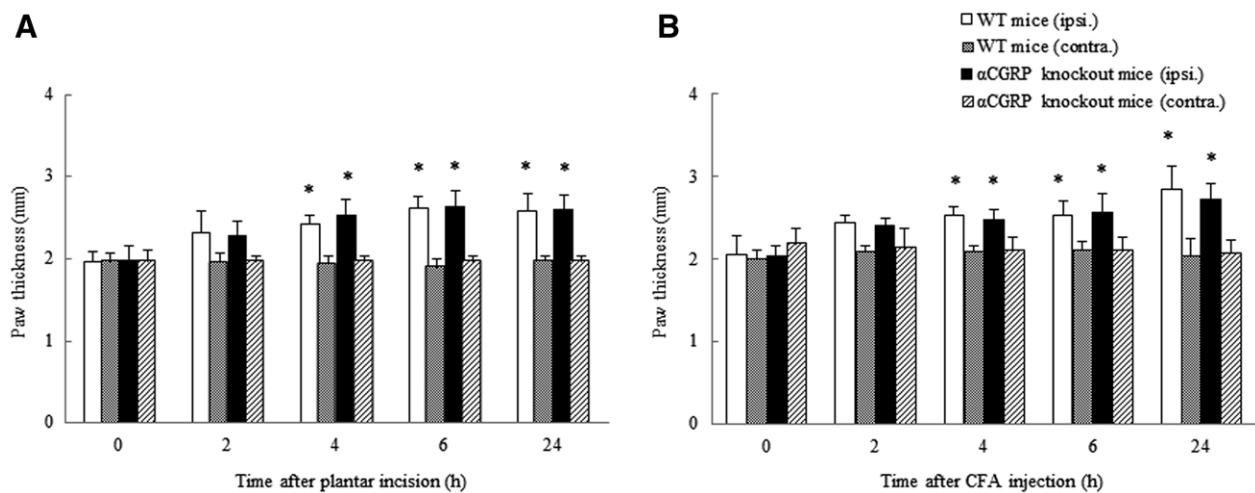 A
B
WT mice (ipsi.)
WT mice (contra.)
αCGRP knockout mice (ipsi.)
αCGRP knockout mice (contra.)
Paw thickness (mm)
4
3
2
1
0
* * * * * *
0 2 4 6 24
Time after plantar incision (h)
Paw thickness (mm)
4
3
2
1
0
* * * * * *
0 2 4 6 24
Time after CFA injection (h)